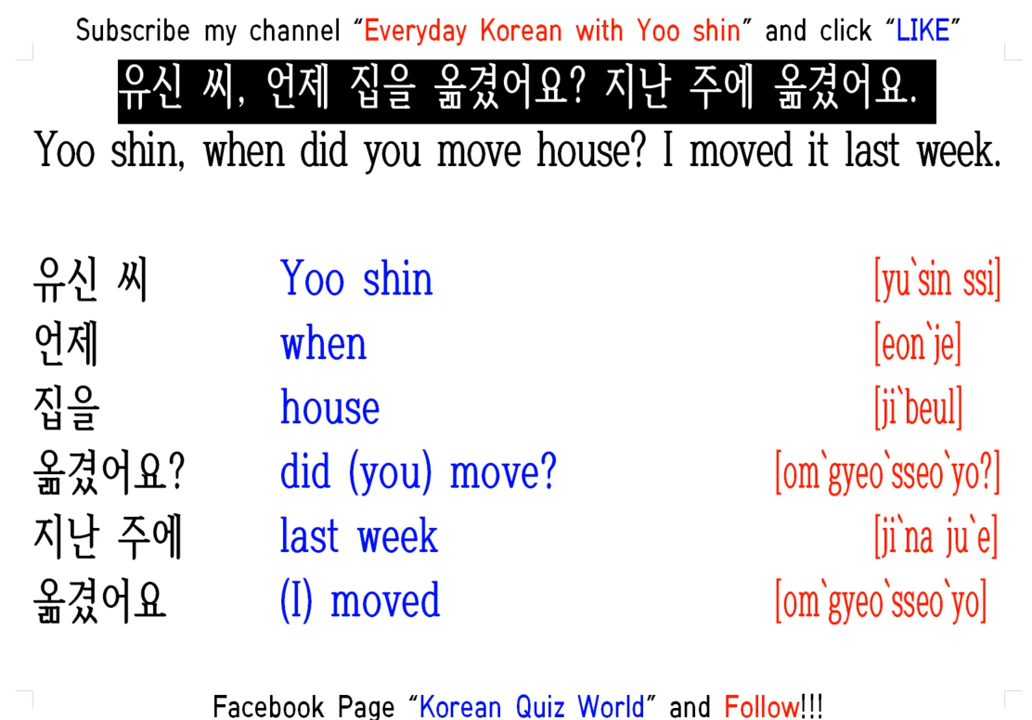 Subscribe my channel “Everyday Korean with Yoo shin” and click “LIKE”
유신 씨, 언제 집을 옮겼어요? 지난 주에 옮겼어요.
Yoo shin, when did you move house? I moved it last week.
유신 씨 Yoo shin [yu`sin ssi]
언제 when [eon`je]
집을 house [ji`beul]
옮겼어요? did (you) move? [om`gyeo`sseo`yo?]
지난 주에 last week [ji`na ju`e]
옮겼어요 (I) moved [om`gyeo`sseo`yo]
Facebook Page “Korean Quiz World” and Follow!!!